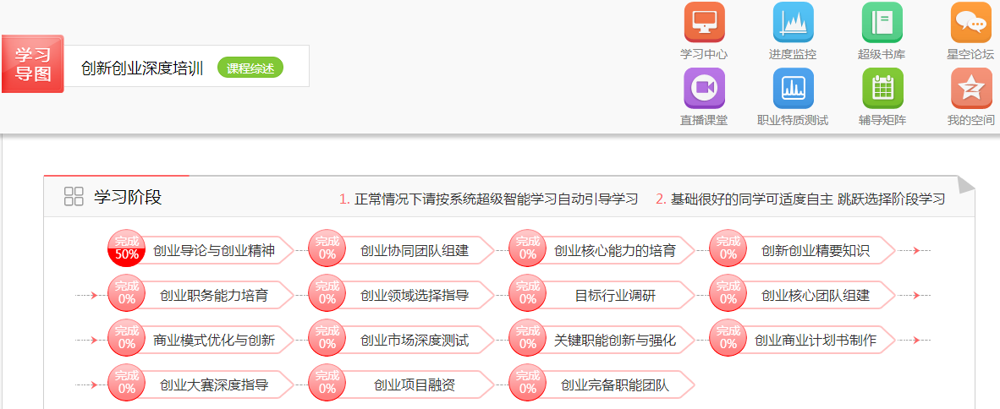 学习中心
进度监控
超级书库
星空论坛
学习
导图
创新创业深度培训
课程综述
直播课堂
职业特质测试
辅导矩阵
我的空间
学习阶段
1. 正常情况下请按系统超级智能学习自动引导学习
2. 基础很好的同学可适度自主 跳跃选择阶段学习
完成
50%
创业导论与创业精神
完成
0%
创业协同团队组建
完成
0%
创业核心能力的培育
完成
0%
创新创业精要知识
完成
0%
创业职务能力培育
完成
0%
创业领域选择指导
完成
0%
目标行业调研
完成
0%
创业核心团队组建
完成
0%
商业模式优化与创新
完成
0%
创业市场深度测试
完成
0%
关键职能创新与强化
完成
0%
创业商业计划书制作
完成
0%
创业大赛深度指导
完成
0%
创业项目融资
完成
0%
创业完备职能团队